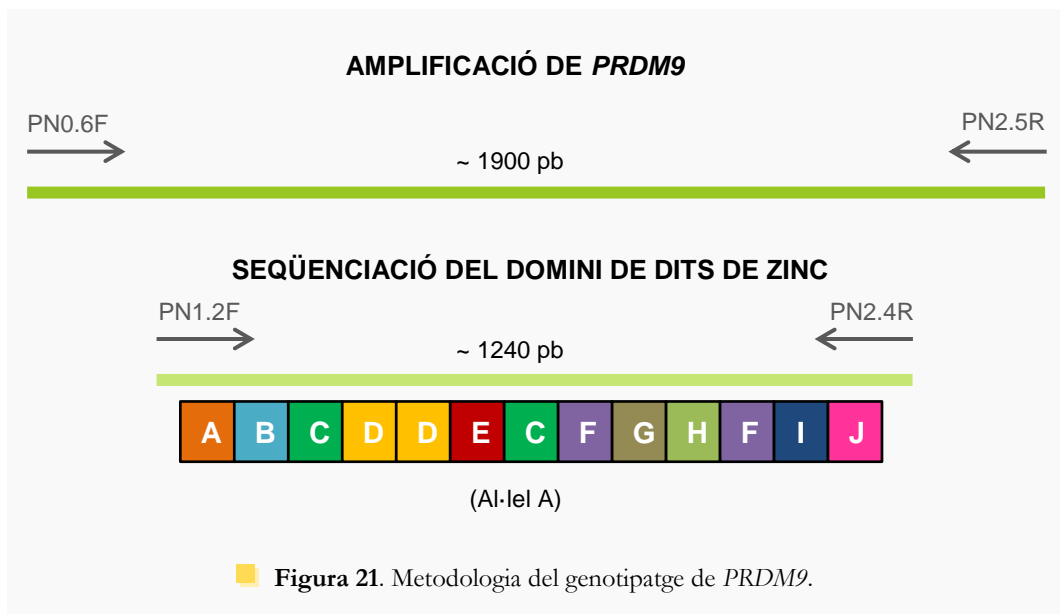 AMPLIFICACIÓ DE PRDM9
PN0.6F
PN2.5R
~ 1900 pb
SEQÜENCIACIÓ DEL DOMINI DE DITS DE ZINC
PN1.2F
PN2.4R
~ 1240 pb
A B C D D E C F G H F I J
(Al·lel A)
Figura 21. Metodologia del genotipatge de PRDM9.